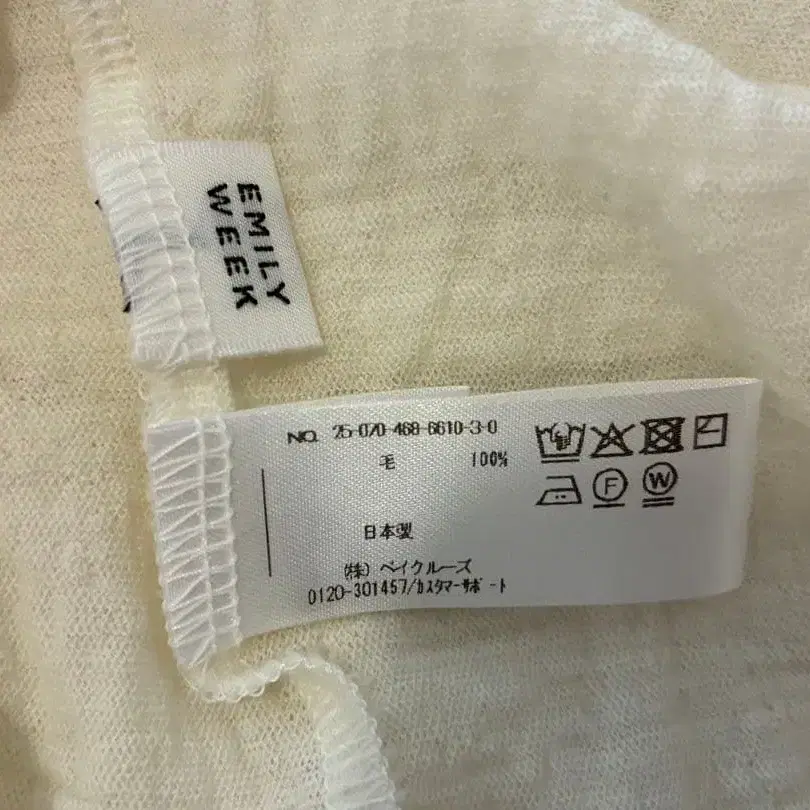 EMILY
WEEK
NO. 25-070-468-6610-3-0
毛 100%
日本製
(株) ベイクルーズ
0120-301457/カスタマーサポート
F
W